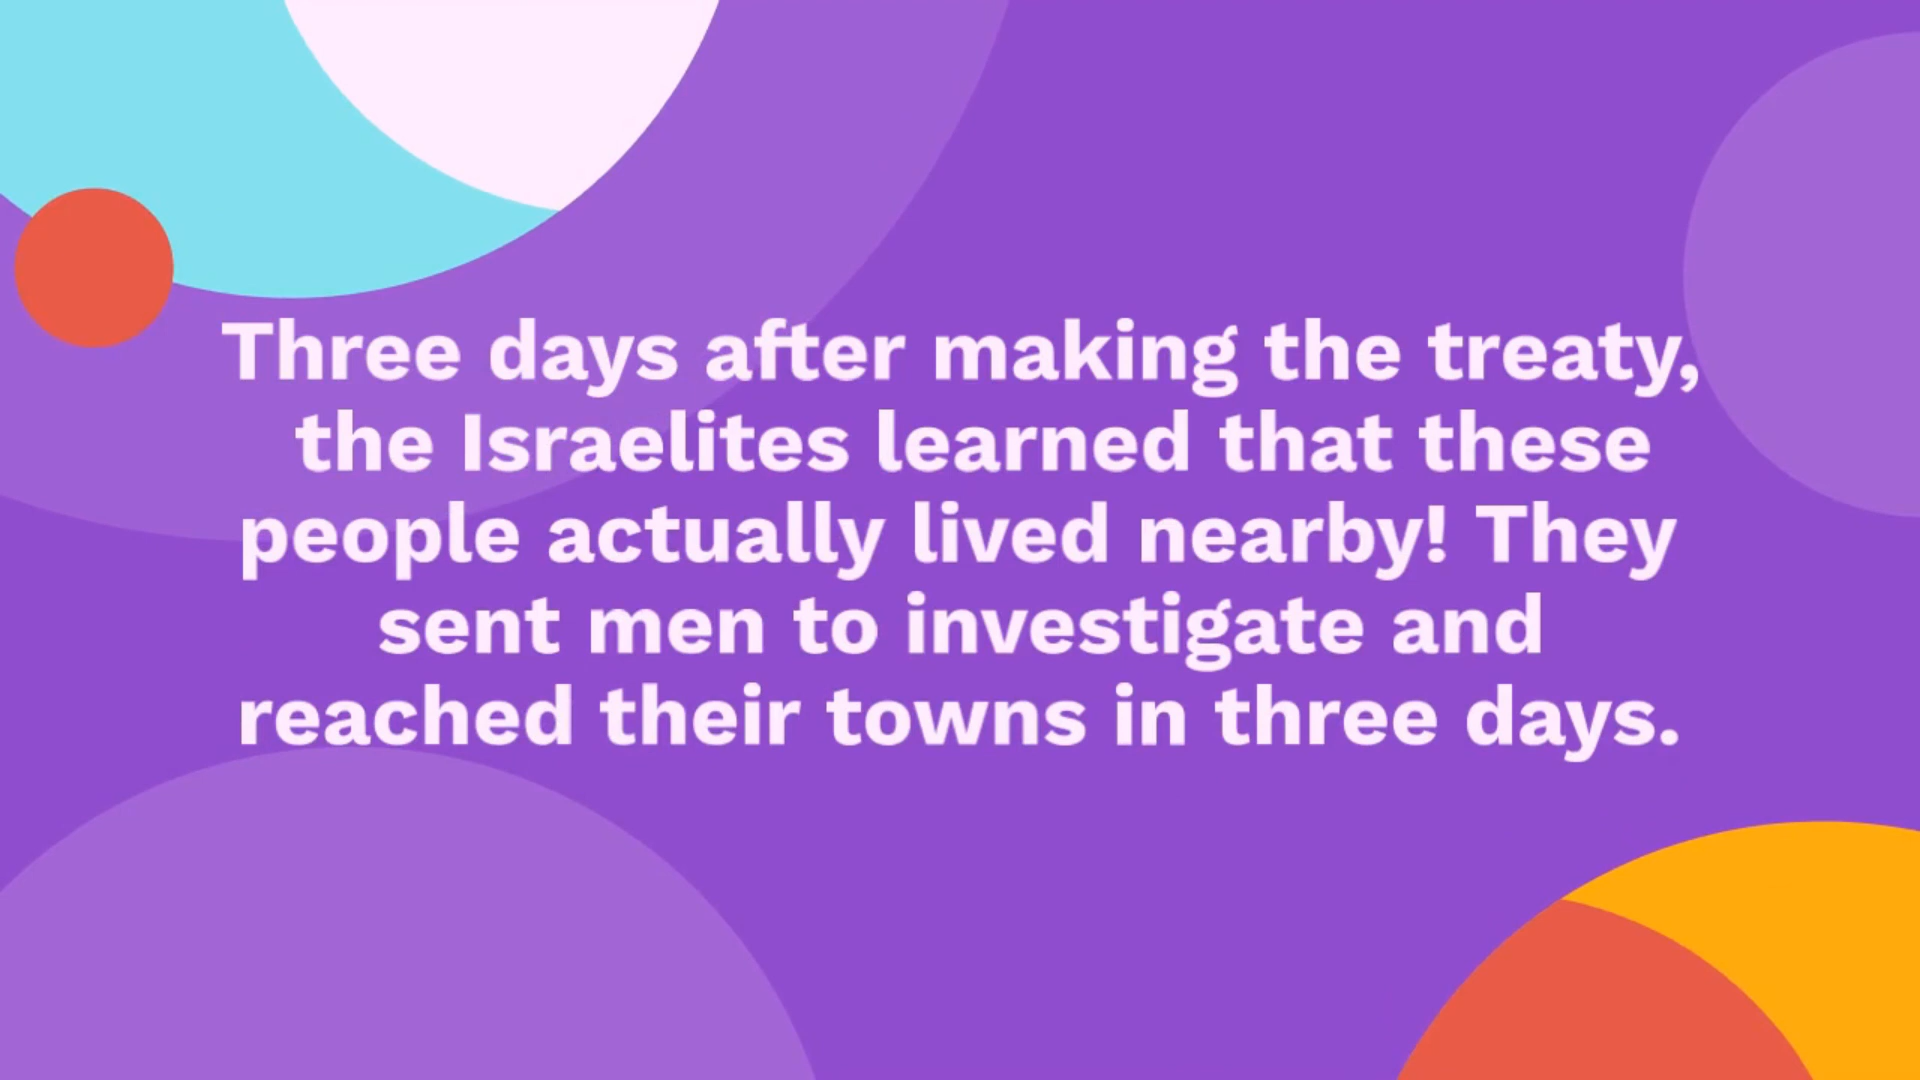 Three days after making the treaty,
the Israelites learned that these
people actually lived nearby! They
sent men to investigate and
reached their towns in three days.